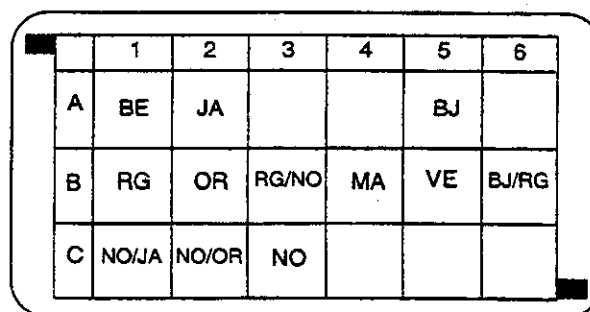 1 2 3 4 5 6
A BE JA BJ
B RG OR RG/NO MA VE BJ/RG
C NO/JA NO/OR NO